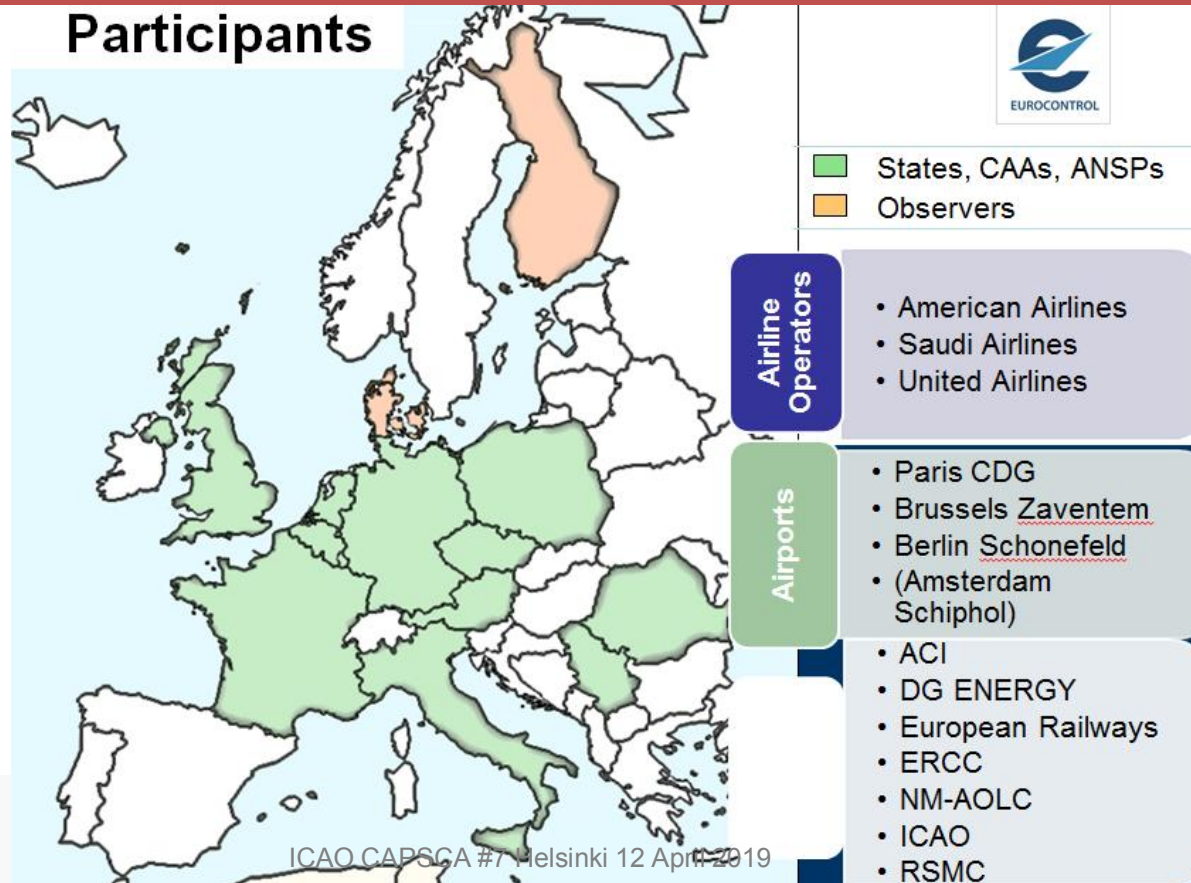 Participants
EUROCONTROL
States, CAAs, ANSPs
Observers
Airline
Operators
• American Airlines
• Saudi Airlines
• United Airlines
Airports
• Paris CDG
• Brussels Zaventem
• Berlin Schonefeld
• (Amsterdam
Schiphol)
• ACI
• DG ENERGY
• European Railways
• ERCC
• NM-AOLC
• ICAO
• RSMC
ICAO CAPSCA #7 Helsinki 12 April 2019